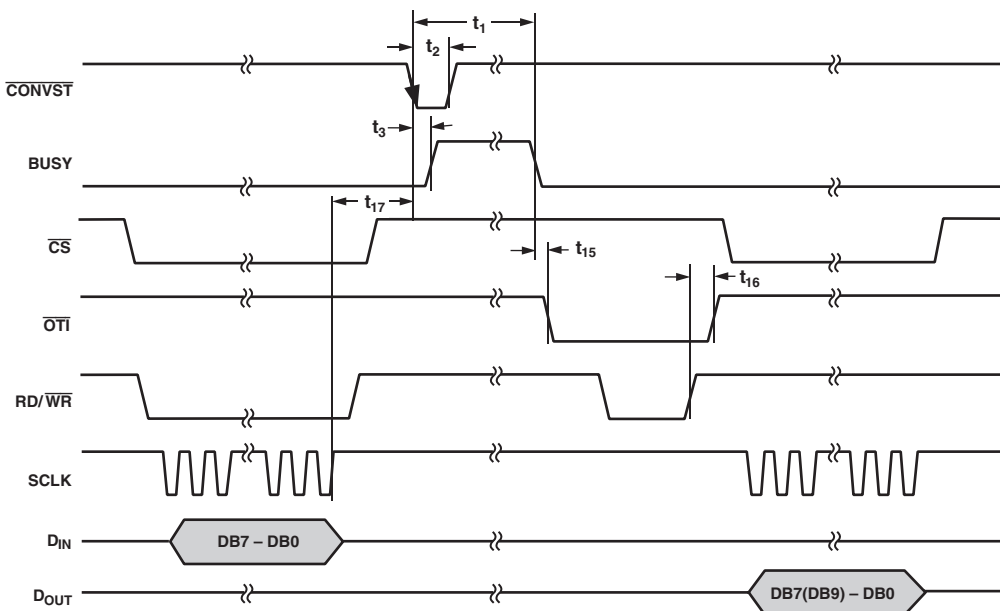 t1
t2
CONVST
t3
BUSY
t17
CS
t15
t16
OTI
RD/WR
SCLK
DIN
DB7 – DB0
DOUT
DB7(DB9) – DB0